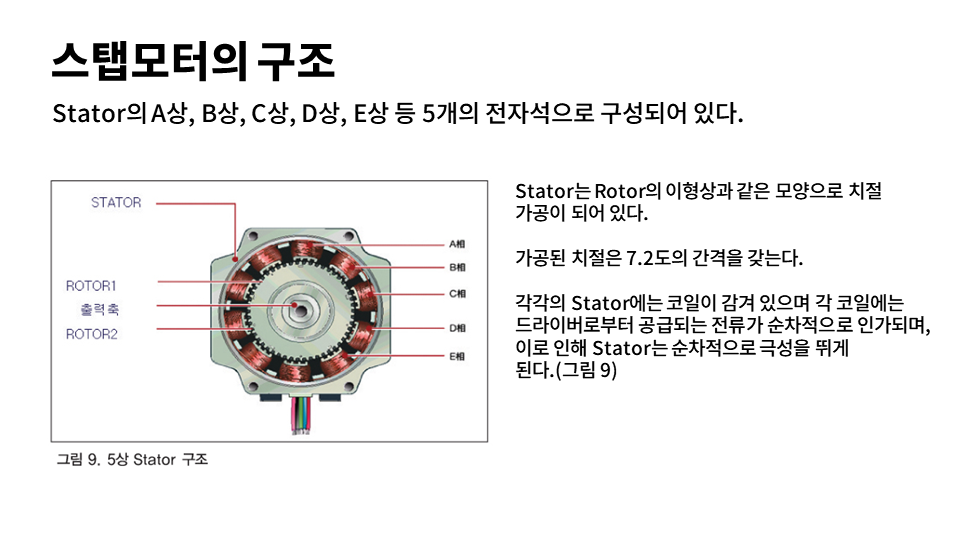 스탭모터의 구조
Stator의 A상, B상, C상, D상, E상 등 5개의 전자석으로 구성되어 있다.
STATOR
ROTOR1
출력축
ROTOR2
A相
B相
C相
D相
E相
그림 9. 5상 Stator 구조
Stator는 Rotor의 이형상과 같은 모양으로 치절
가공이 되어 있다.
가공된 치절은 7.2도의 간격을 갖는다.
각각의 Stator에는 코일이 감겨 있으며 각 코일에는
드라이버로부터 공급되는 전류가 순차적으로 인가되며,
이로 인해 Stator는 순차적으로 극성을 뛰게
된다.(그림 9)